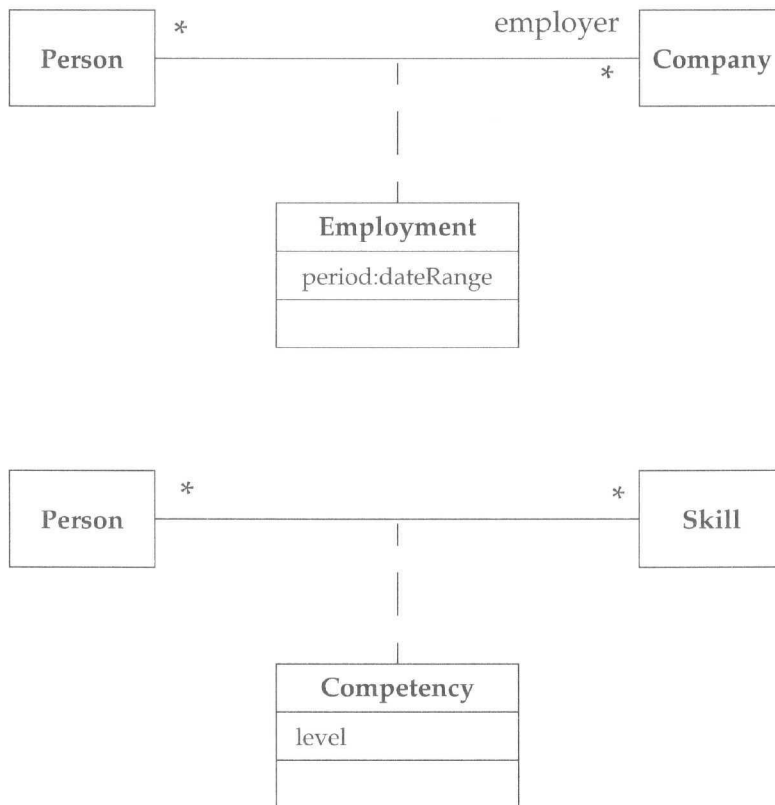 * employer
Person Company
*
Employment
period:dateRange
* *
Person Skill
Competency
level